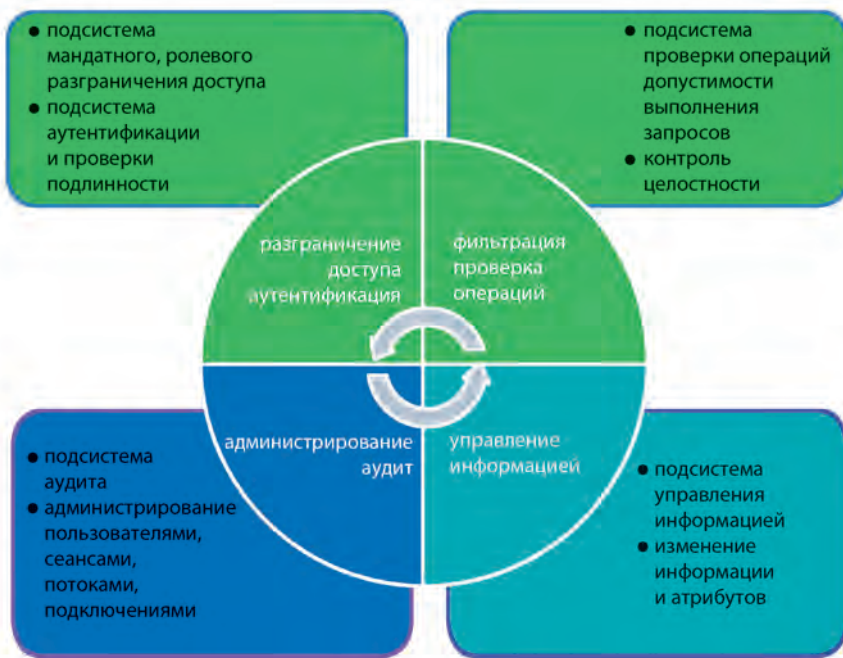 ● подсистема
мандатного, ролевого
разграничения доступа
● подсистема
аутентификации
и проверки
подлинности
● подсистема
проверки операций
допустимости
выполнения
запросов
● контроль
целостности
разграничение
доступа
аутентификация
фильтрация
проверка
операций
администрирование
аудит
управление
информацией
● подсистема
аудита
● администрирование
пользователями,
сеансами,
потоками,
подключениями
● подсистема
управления
информацией
● изменение
информации
и атрибутов